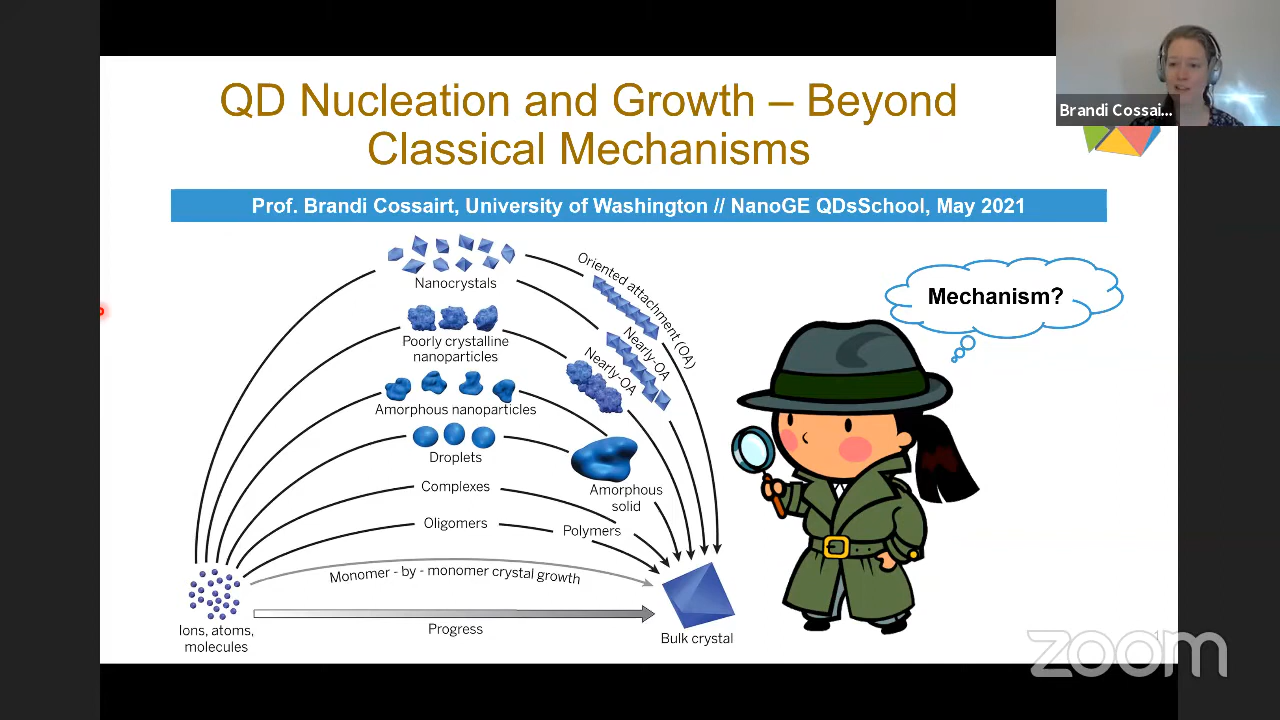 QD Nucleation and Growth – Beyond
Classical Mechanisms
Brandi Cossai...
Prof. Brandi Cossairt, University of Washington // NanoGE QDsSchool, May 2021
Nanocrystals
Oriented attachment (OA)
Poorly crystalline
nanoparticles
Nearly-OA
Nearly-OA
Amorphous nanoparticles
Droplets
Amorphous
solid
Complexes
Oligomers
Polymers
Monomer - by - monomer crystal growth
Progress
Ions, atoms,
molecules
Bulk crystal
Mechanism?
1
zoom